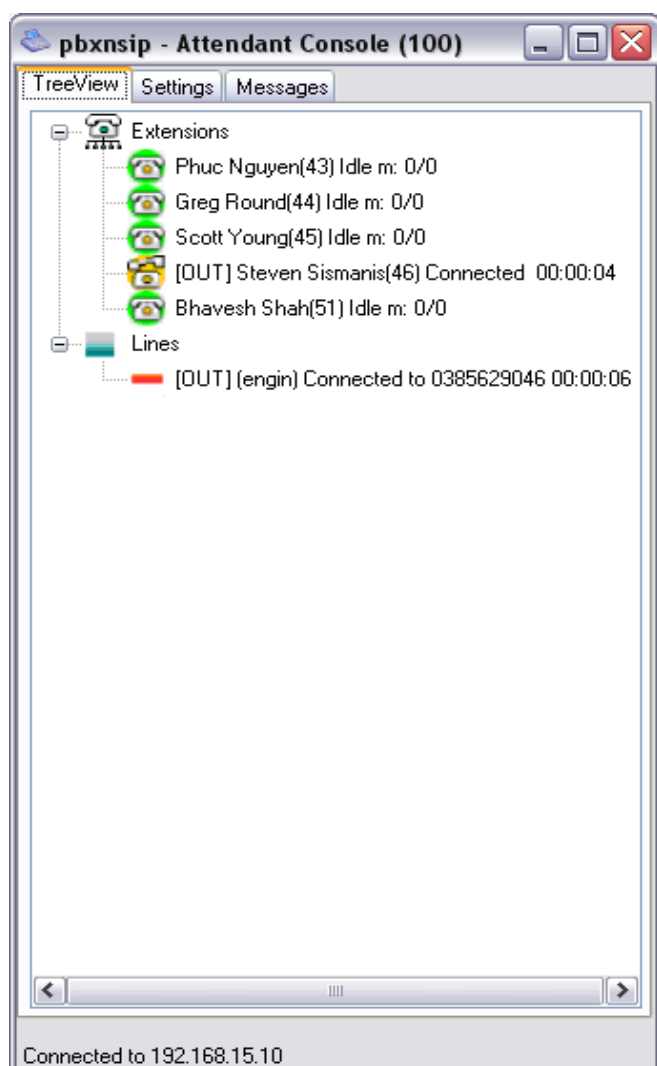 pbxnsip - Attendant Console (100)
TreeView Settings Messages
Extensions
Phuc Nguyen(43) Idle m: 0/0
Greg Round(44) Idle m: 0/0
Scott Young(45) Idle m: 0/0
[OUT] Steven Sismanis(46) Connected 00:00:04
Bhavesh Shah(51) Idle m: 0/0
Lines
[OUT] (engin) Connected to 0385629046 00:00:06
Connected to 192.168.15.10